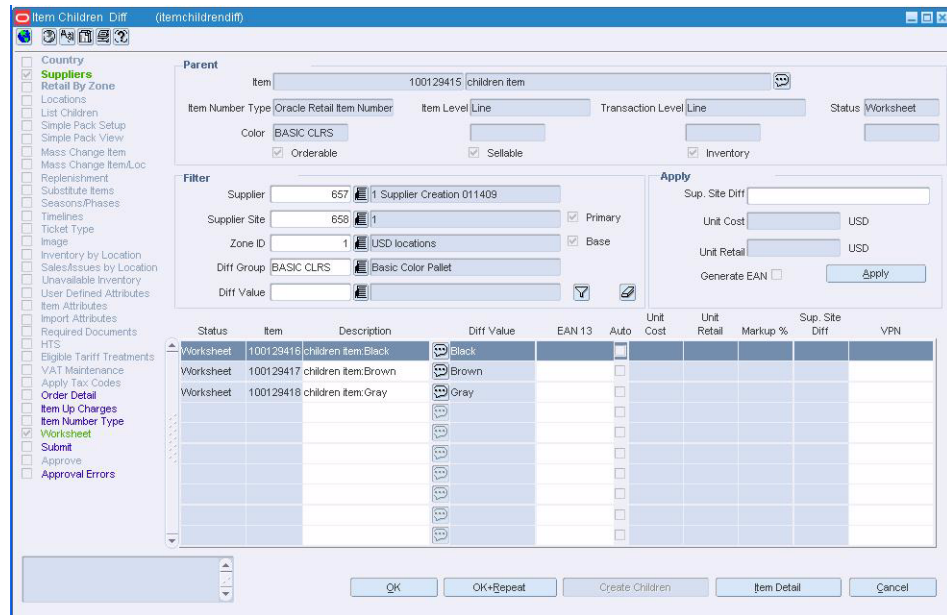 Item Children Diff (itemchildrendiff)
Country
Suppliers
Retail By Zone
Locations
List Children
Simple Pack Setup
Simple Pack View
Mass Change Item
Mass Change Item/Loc
Replenishment
Substitute Items
Seasons/Phases
Timelines
Ticket Type
Image
Inventory by Location
Sales/Issues by Location
Unavailable Inventory
User Defined Attributes
Item Attributes
Import Attributes
Required Documents
HTS
Eligible Tariff Treatments
VAT Maintenance
Apply Tax Codes
Order Detail
Item Up Charges
Item Number Type
Worksheet
Submit
Approve
Approval Errors
Parent
Item 100129415 children item
Item Number Type Oracle Retail Item Number Item Level Line Transaction Level Line Status Worksheet
Color BASIC CLRS
Orderable Sellable Inventory
Filter
Supplier 657 1 Supplier Creation 011409
Supplier Site 658 1 Primary
Zone ID 1 USD locations Base
Diff Group BASIC CLRS Basic Color Pallet
Diff Value
Apply
Sup. Site Diff
Unit Cost USD
Unit Retail USD
Generate EAN Apply
Status Item Description Diff Value EAN 13 Auto Unit Cost Unit Retail Markup % Sup. Site Diff VPN
Worksheet 100129416 children item:Black Black
Worksheet 100129417 children item:Brown Brown
Worksheet 100129418 children item:Gray Gray
OK OK+Repeat Create Children Item Detail Cancel